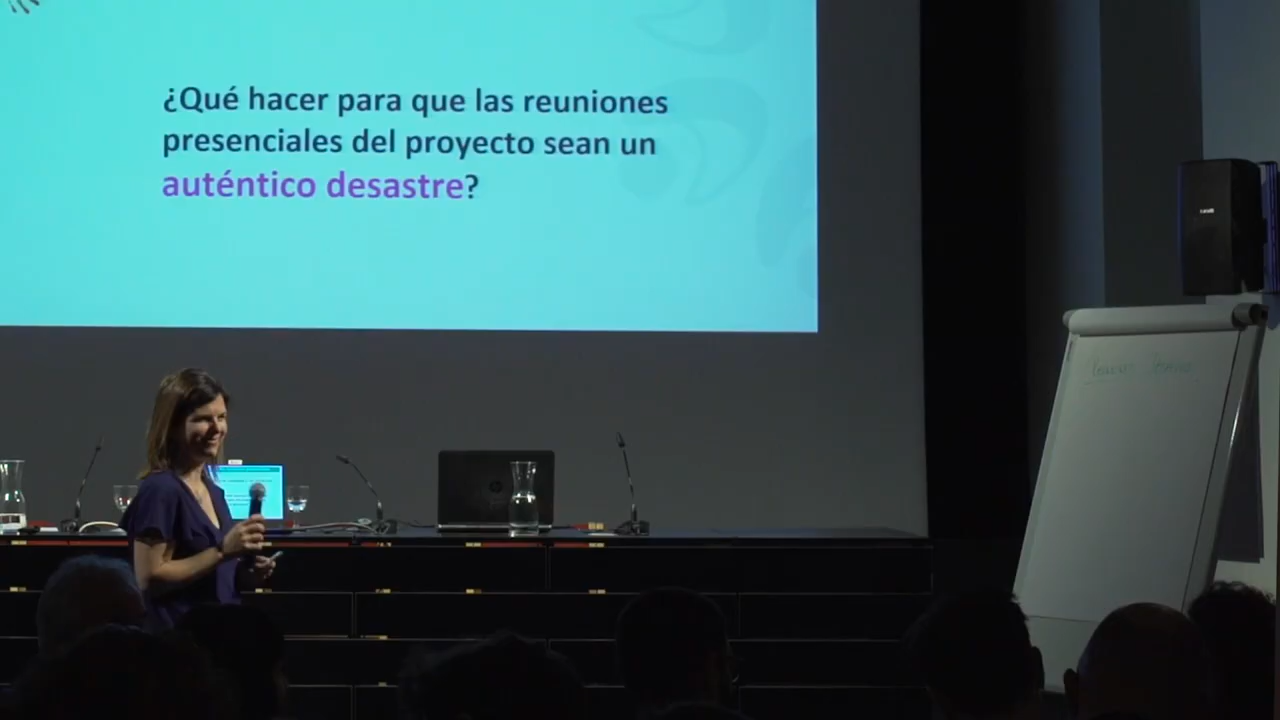 ¿Qué hacer para que las reuniones
presenciales del proyecto sean un
auténtico desastre?